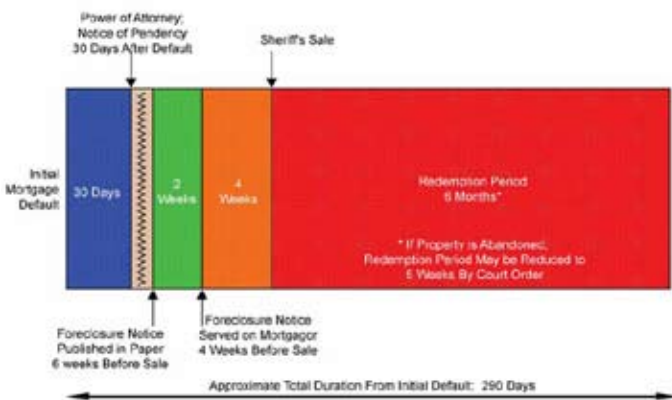 Power of Attorney;
Notice of Pendency
30 Days After Default
Sheriff's Sale
Initial
Mortgage
Default
30 Days
2
Weeks
4
Weeks
Redemption Period
6 Months*
* If Property is Abandoned,
Redemption Period May be Reduced to
5 Weeks By Court Order
Foreclosure Notice
Published in Paper
6 weeks Before Sale
Foreclosure Notice
Served on Mortgagor
4 Weeks Before Sale
Approximate Total Duration From Initial Default: 290 Days